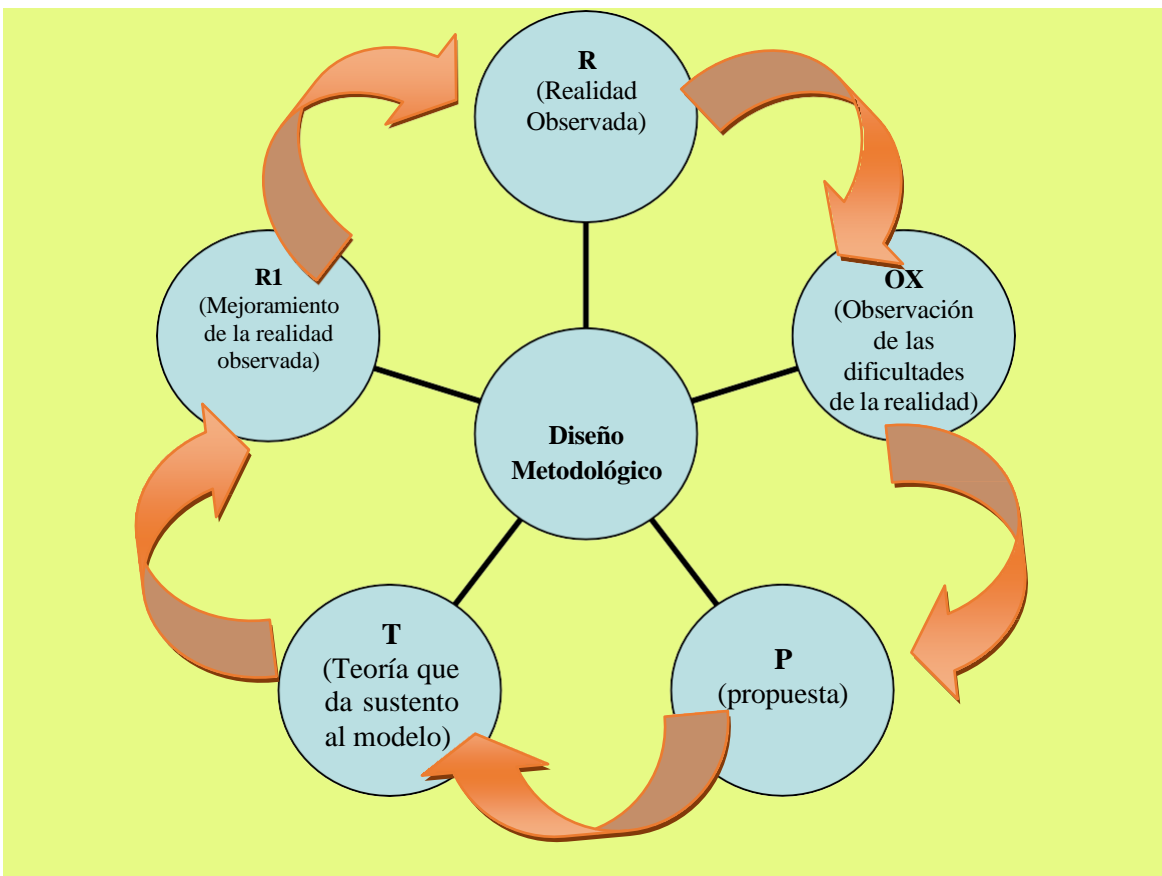 R
(Realidad
Observada)
OX
(Observación
de las
dificultades
de la realidad)
P
(propuesta)
T
(Teoría que
da sustento
al modelo)
R1
(Mejoramiento
de la realidad
observada)
Diseño
Metodológico